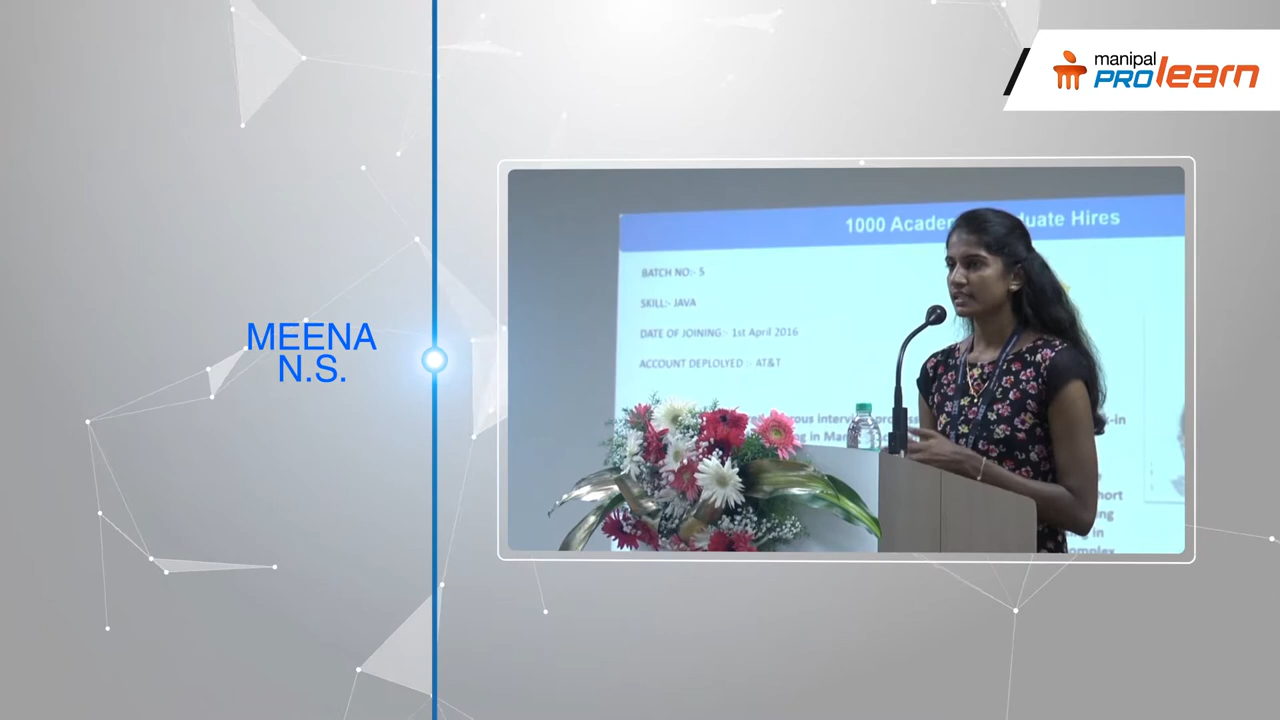 manipal
PROlearn
MEENA
N.S.
1000 Acade uate Hires
BATCH NO:- 5
SKILL:- JAVA
DATE OF JOINING:- 1st April 2016
ACCOUNT DEPLOLYED :- AT&T